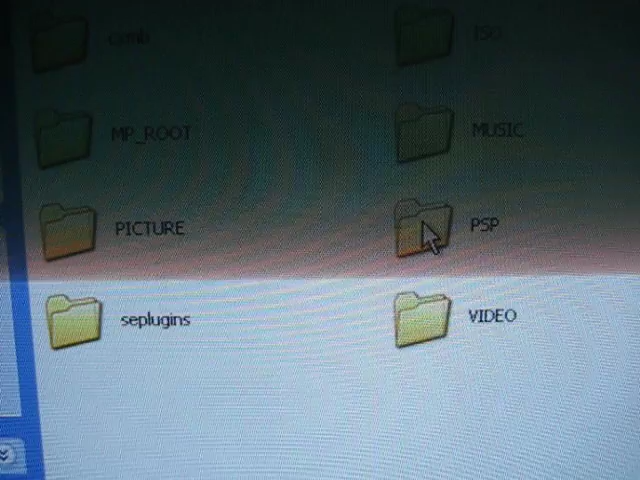 ISO
MP_ROOT
MUSIC
PICTURE
PSP
seplugins
VIDEO